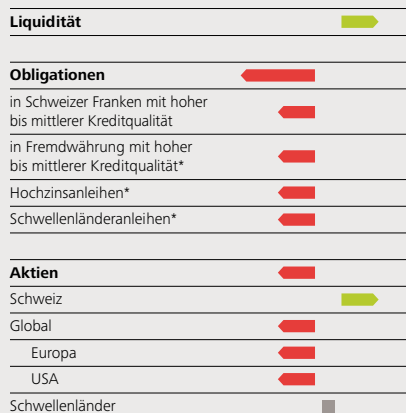 Liquidität
Obligationen
in Schweizer Franken mit hoher
bis mittlerer Kreditqualität
in Fremdwährung mit hoher
bis mittlerer Kreditqualität*
Hochzinsanleihen*
Schwellenländeranleihen*
Aktien
Schweiz
Global
Europa
USA
Schwellenländer